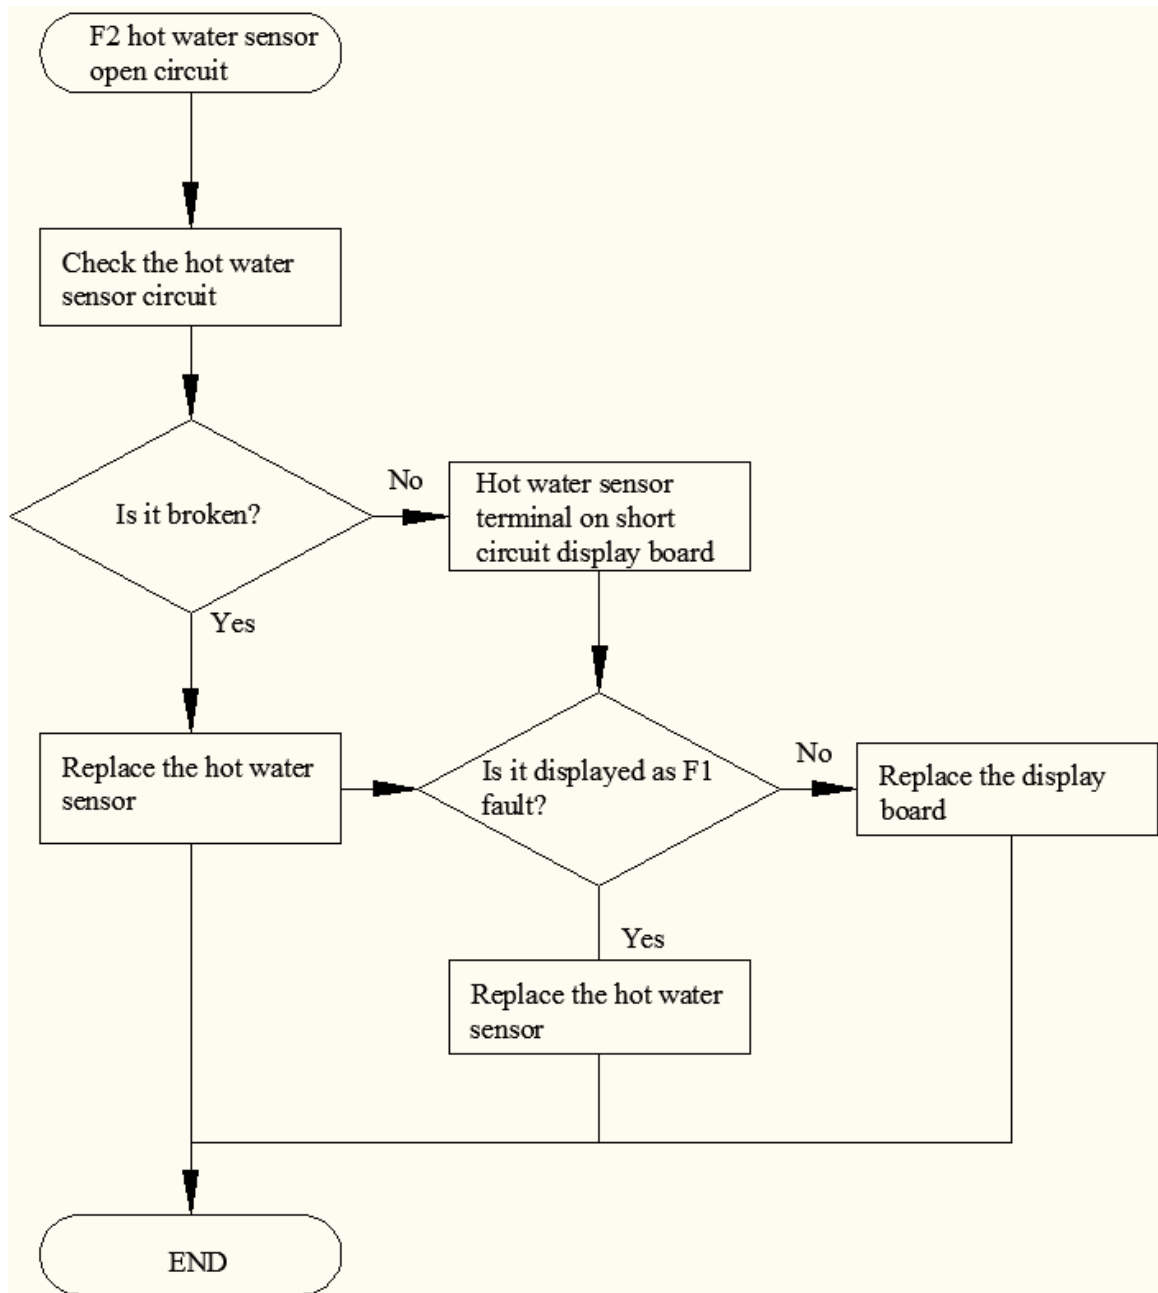 F2 hot water sensor
open circuit
Check the hot water
sensor circuit
Is it broken?
No
Hot water sensor
terminal on short
circuit display board
Yes
Replace the hot water
sensor
Is it displayed as F1
fault?
No
Replace the display
board
Yes
Replace the hot water
sensor
END